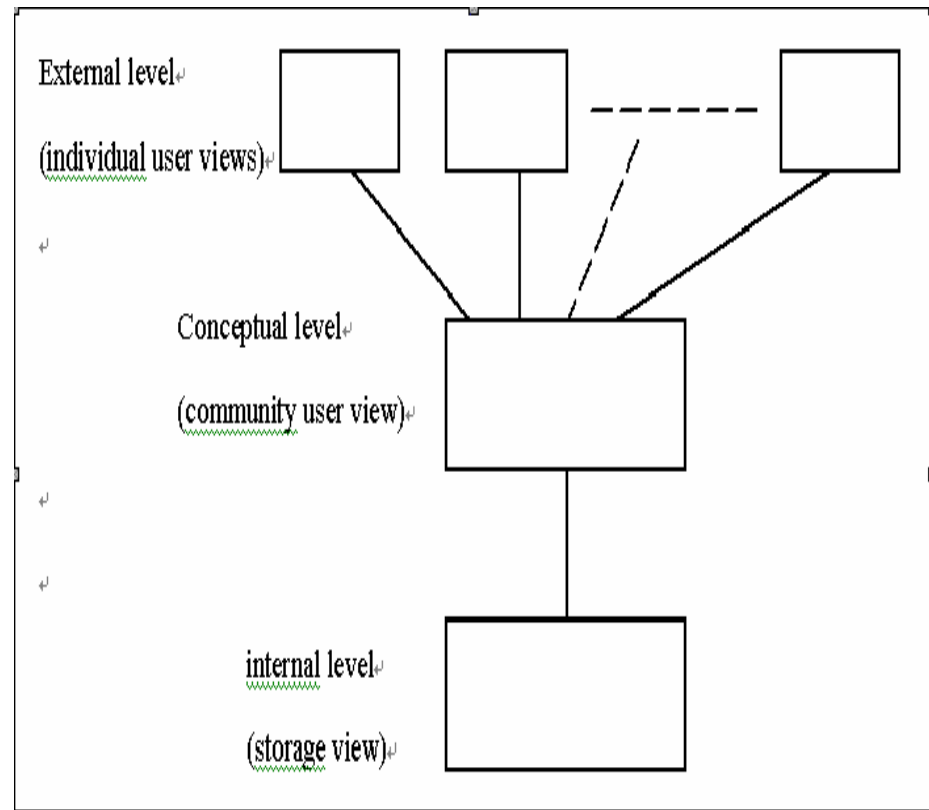 External level
(individual user views)
Conceptual level
(community user view)
internal level
(storage view)